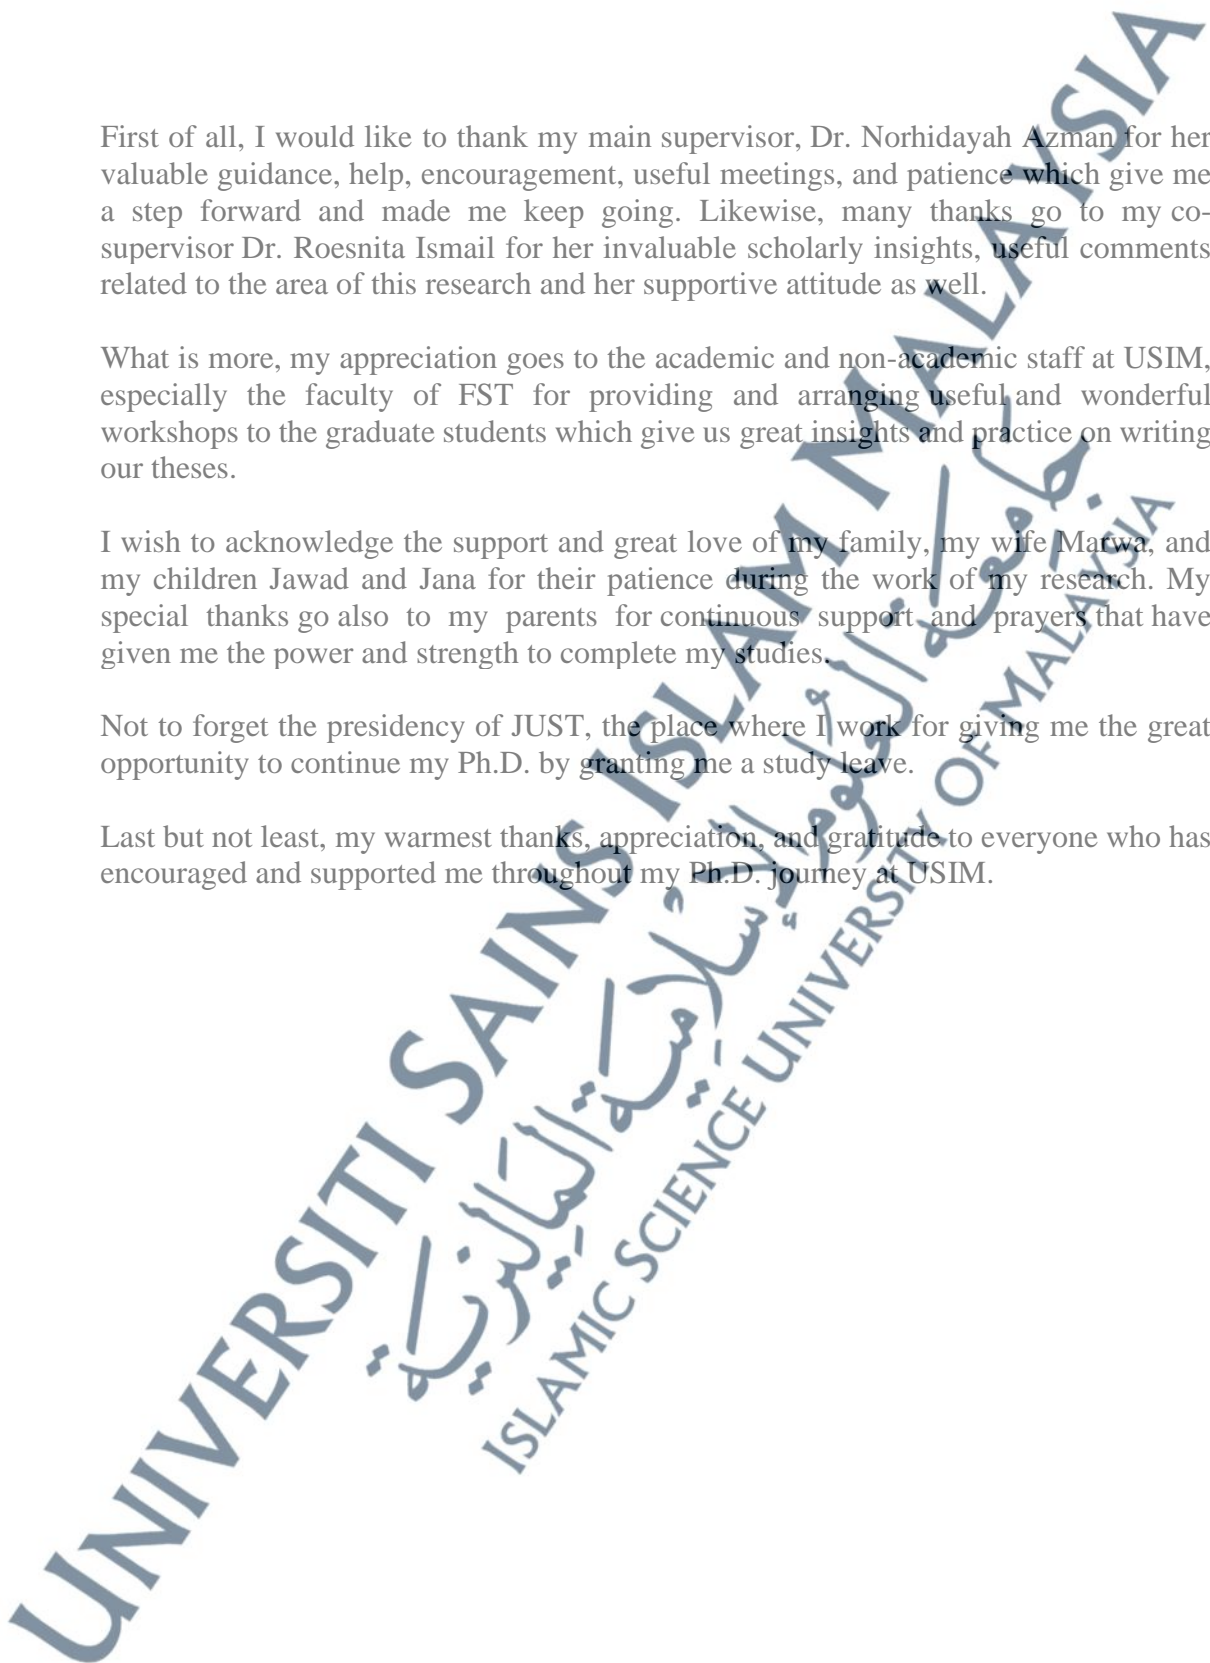 First of all, I would like to thank my main supervisor, Dr. Norhidayah Azman for her
valuable guidance, help, encouragement, useful meetings, and patience which give me
a step forward and made me keep going. Likewise, many thanks go to my co-
supervisor Dr. Roesnita Ismail for her invaluable scholarly insights, useful comments
related to the area of this research and her supportive attitude as well.
What is more, my appreciation goes to the academic and non-academic staff at USIM,
especially the faculty of FST for providing and arranging useful and wonderful
workshops to the graduate students which give us great insights and practice on writing
our theses.
I wish to acknowledge the support and great love of my family, my wife Marwa, and
my children Jawad and Jana for their patience during the work of my research. My
special thanks go also to my parents for continuous support and prayers that have
given me the power and strength to complete my studies.
Not to forget the presidency of JUST, the place where I work for giving me the great
opportunity to continue my Ph.D. by granting me a study leave.
Last but not least, my warmest thanks, appreciation, and gratitude to everyone who has
encouraged and supported me throughout my Ph.D. journey at USIM.
UNIVERSITI SAINS ISLAM MALAYSIA
جَامِعَة العُلُوم الإِسْلَامِيَّة المَالِيزِيَّة
ISLAMIC SCIENCE UNIVERSITY OF MALAYSIA